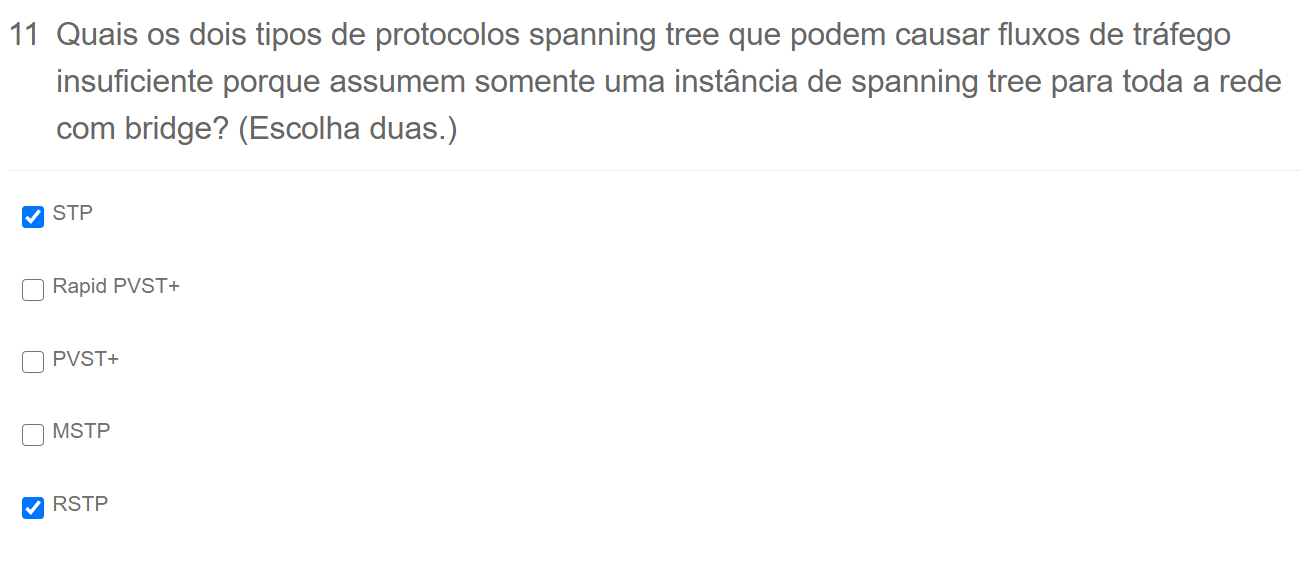 11 Quais os dois tipos de protocolos spanning tree que podem causar fluxos de tráfego
insuficiente porque assumem somente uma instância de spanning tree para toda a rede
com bridge? (Escolha duas.)
STP
Rapid PVST+
PVST+
MSTP
RSTP